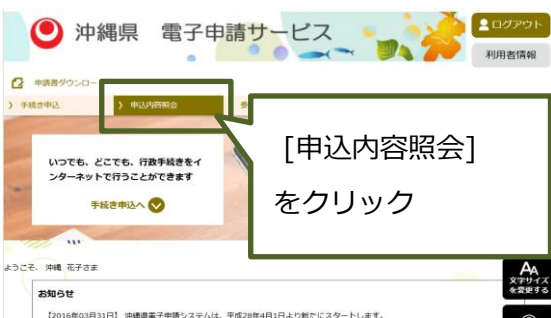 沖縄県 電子申請サービス
ログアウト
利用者情報
申請書ダウンロー
手続き申込
申込内容照会
[申込内容照会]
をクリック
いつでも、どこでも、行政手続きをイ
ンターネットで行うことができます
手続き申込へ
ようこそ、 沖縄 花子さま
AA
文字サイズ
を変更する
お知らせ
【2016年03月31日】 沖縄県電子申請システムは、平成28年4月1日より新たにスタートします。